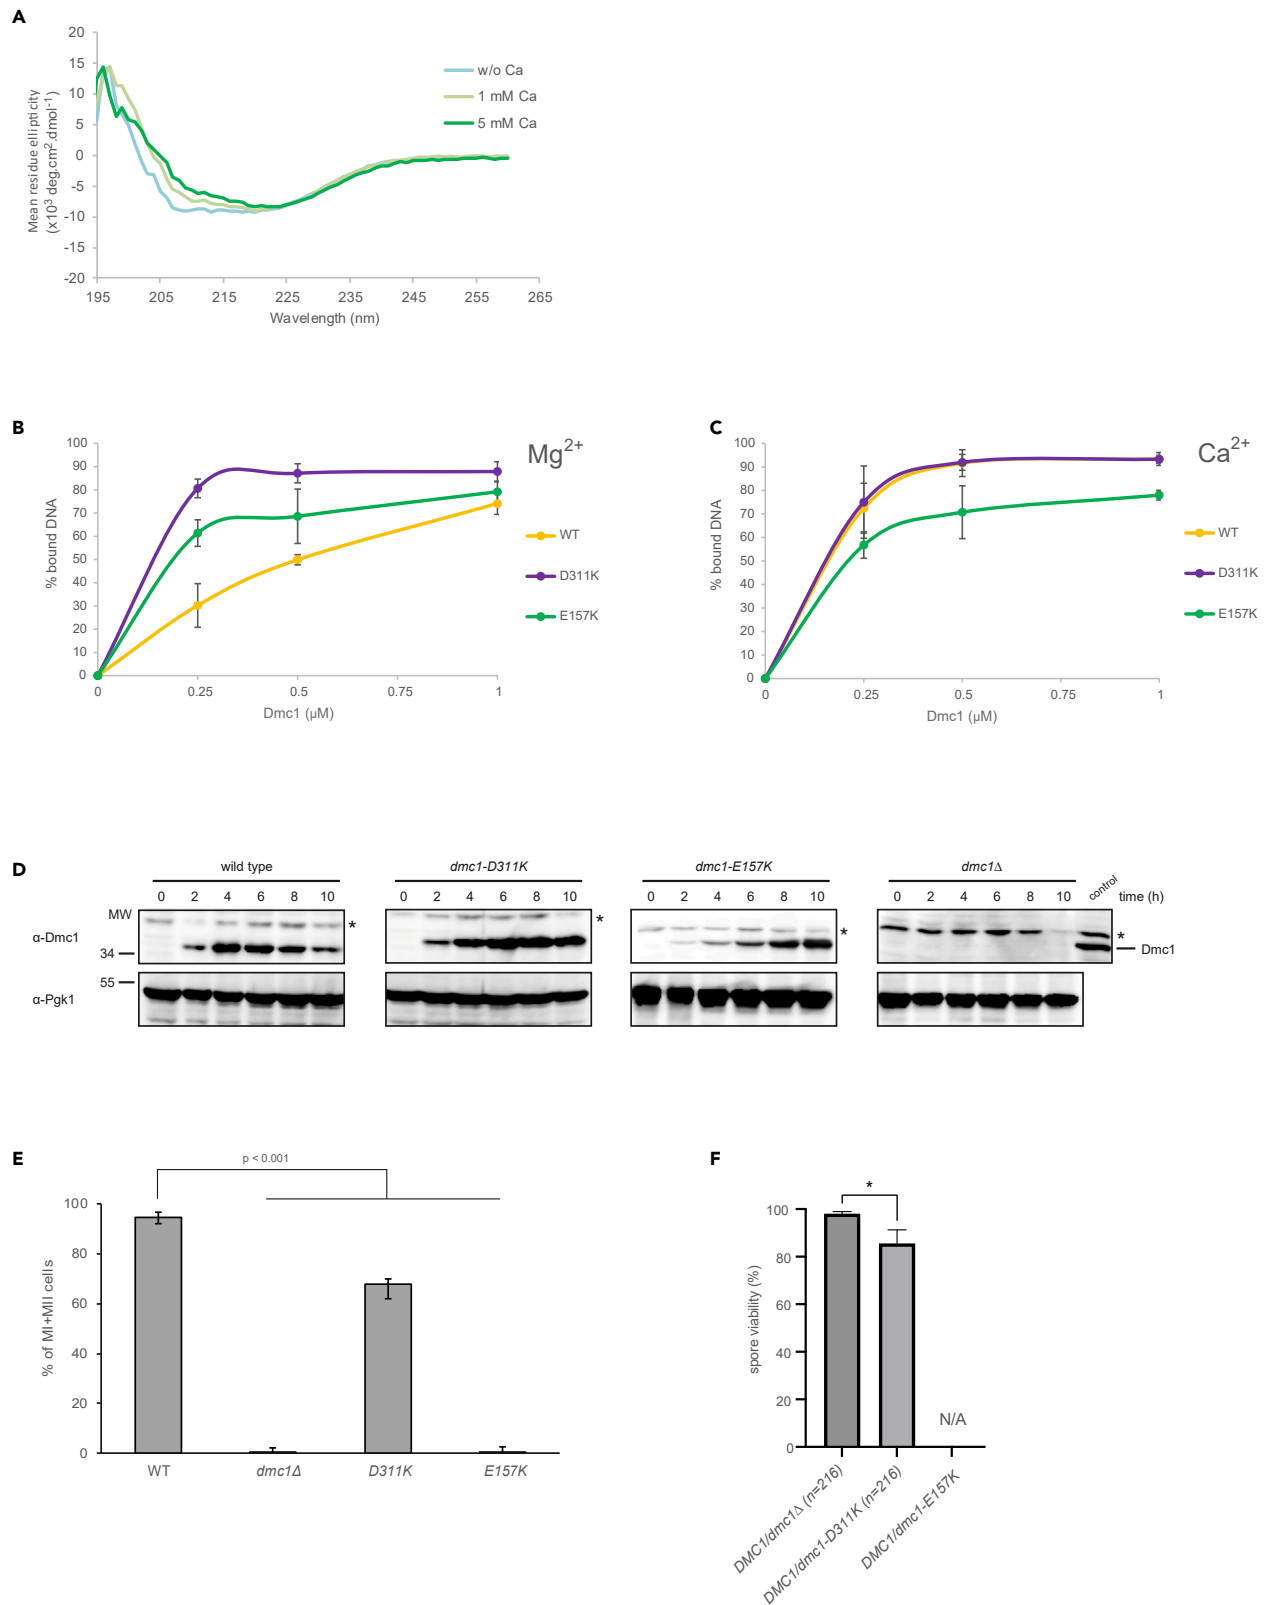 A
20
15
10
5
0
-5
-10
-15
-20
Mean residue ellipticity
(x10³ deg.cm².dmol⁻¹)
w/o Ca
1 mM Ca
5 mM Ca
195 205 215 225 235 245 255 265
Wavelength (nm)
B
100
90
80
70
60
50
40
30
20
10
0
% bound DNA
Mg²⁺
WT
D311K
E157K
0 0.25 0.5 0.75 1
Dmc1 (µM)
C
100
90
80
70
60
50
40
30
20
10
0
% bound DNA
Ca²⁺
WT
D311K
E157K
0 0.25 0.5 0.75 1
Dmc1 (µM)
D
wild type dmc1-D311K dmc1-E157K dmc1Δ
0 2 4 6 8 10 0 2 4 6 8 10 0 2 4 6 8 10 0 2 4 6 8 10 control time (h)
MW
α-Dmc1 * * * *
34 Dmc1
55
α-Pgk1
E
p < 0.001
100
80
60
40
20
0
% of MI+MII cells
WT dmc1Δ D311K E157K
F
*
100
80
60
40
20
0
spore viability (%)
N/A
DMC1/dmc1Δ (n=216)
DMC1/dmc1-D311K (n=216)
DMC1/dmc1-E157K